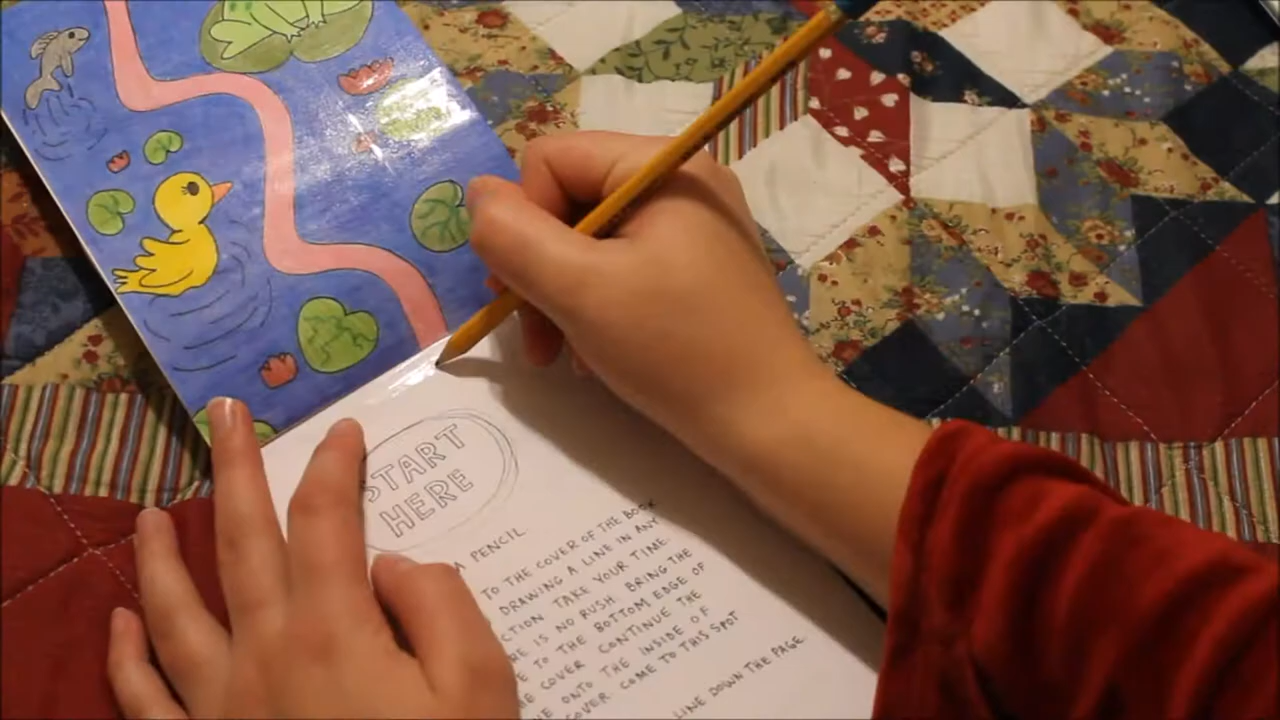 START
HERE
A PENCIL
TO THE COVER OF THE BOOK
DRAWING A LINE IN ANY
CTION TAKE YOUR TIME.
RE IS NO RUSH. BRING THE
E TO THE BOTTOM EDGE OF
HE COVER CONTINUE THE
NE ONTO THE INSIDE OF
COVER COME TO THIS SPOT
LINE DOWN THE PAGE.